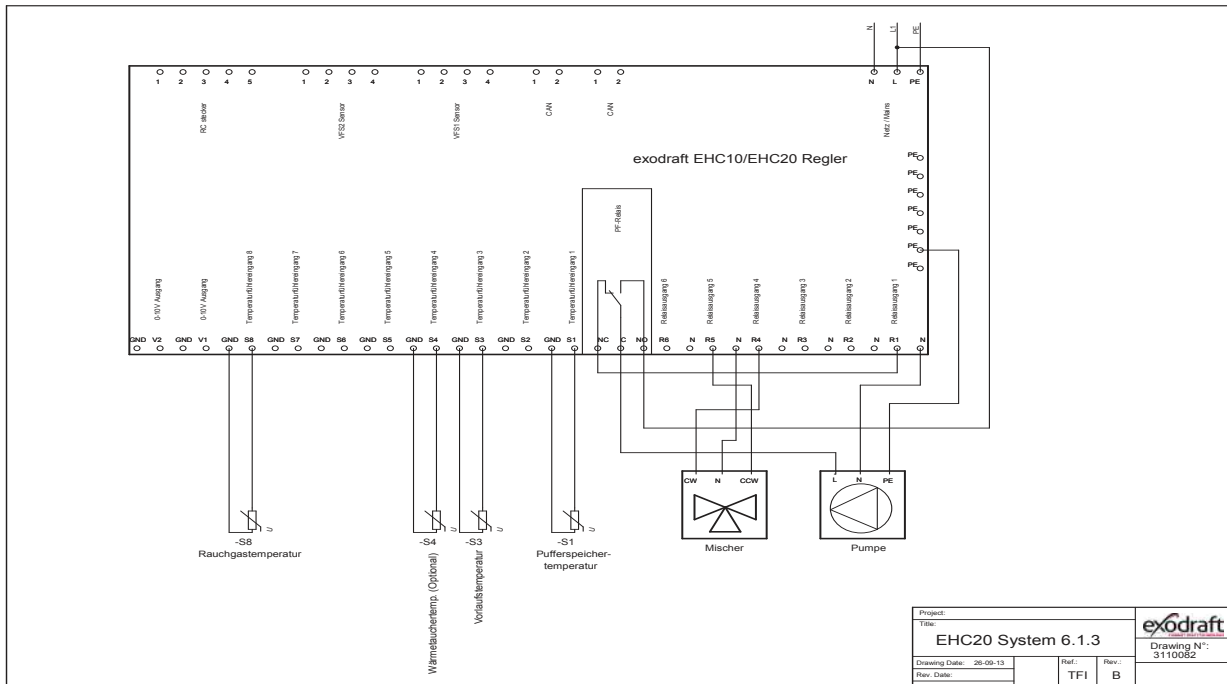 N
L1
PE
1 2 3 4 5
1 2 3 4
1 2 3 4
1 2
1 2
N L PE
RC stecker
VFS2 Sensor
VFS1 Sensor
CAN
CAN
Netz / Mains
exodraft EHC10/EHC20 Regler
PE
PE
PE
PE
PE
PE
PE
PF-Relais
0-10V Ausgang
0-10V Ausgang
Temperaturfühlereingang 8
Temperaturfühlereingang 7
Temperaturfühlereingang 6
Temperaturfühlereingang 5
Temperaturfühlereingang 4
Temperaturfühlereingang 3
Temperaturfühlereingang 2
Temperaturfühlereingang 1
Relaisausgang 6
Relaisausgang 5
Relaisausgang 4
Relaisausgang 3
Relaisausgang 2
Relaisausgang 1
GND V2 GND V1 GND S8 GND S7 GND S6 GND S5 GND S4 GND S3 GND S2 GND S1 NC C NO R6 N R5 N R4 N R3 N R2 N R1 N
CW N CCW
L N PE
U
U
U
U
-S8
Rauchgastemperatur
-S4
Wärmetauchertemp. (Optional)
-S3
Vorlaufstemperatur
-S1
Pufferspeicher-
temperatur
Mischer
Pumpe
Project:
Title:
EHC20 System 6.1.3
Drawing Date: 26-09-13
Rev. Date:
Ref.:
TFI
Rev.:
B
exodraft
Drawing N°:
3110082